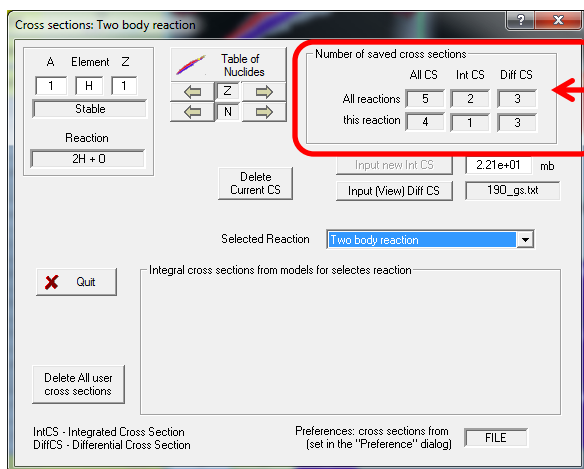 Cross sections: Two body reaction
?
A Element Z
1 H 1
Stable
Reaction
2H + O
Table of
Nuclides
Z
N
Number of saved cross sections
All CS Int CS Diff CS
All reactions 5 2 3
this reaction 4 1 3
Delete
Current CS
Input new Int CS 2.21e+01 mb
Input (View) Diff CS 190_gs.txt
Selected Reaction Two body reaction
Quit
Integral cross sections from models for selectes reaction
Delete All user
cross sections
IntCS - Integrated Cross Section
DiffCS - Differential Cross Section
Preferences: cross sections from
(set in the "Preference" dialog)
FILE